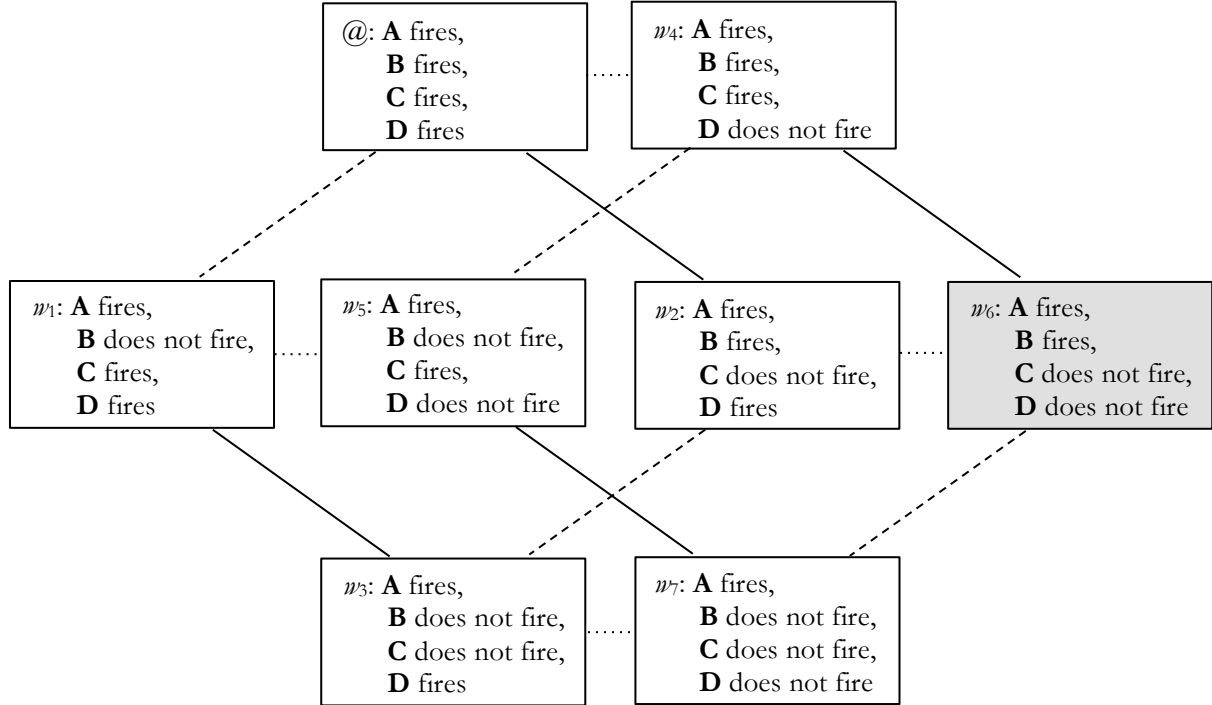 @: A fires,
B fires,
C fires,
D fires
w4: A fires,
B fires,
C fires,
D does not fire
w1: A fires,
B does not fire,
C fires,
D fires
w5: A fires,
B does not fire,
C fires,
D does not fire
w2: A fires,
B fires,
C does not fire,
D fires
w6: A fires,
B fires,
C does not fire,
D does not fire
w3: A fires,
B does not fire,
C does not fire,
D fires
w7: A fires,
B does not fire,
C does not fire,
D does not fire